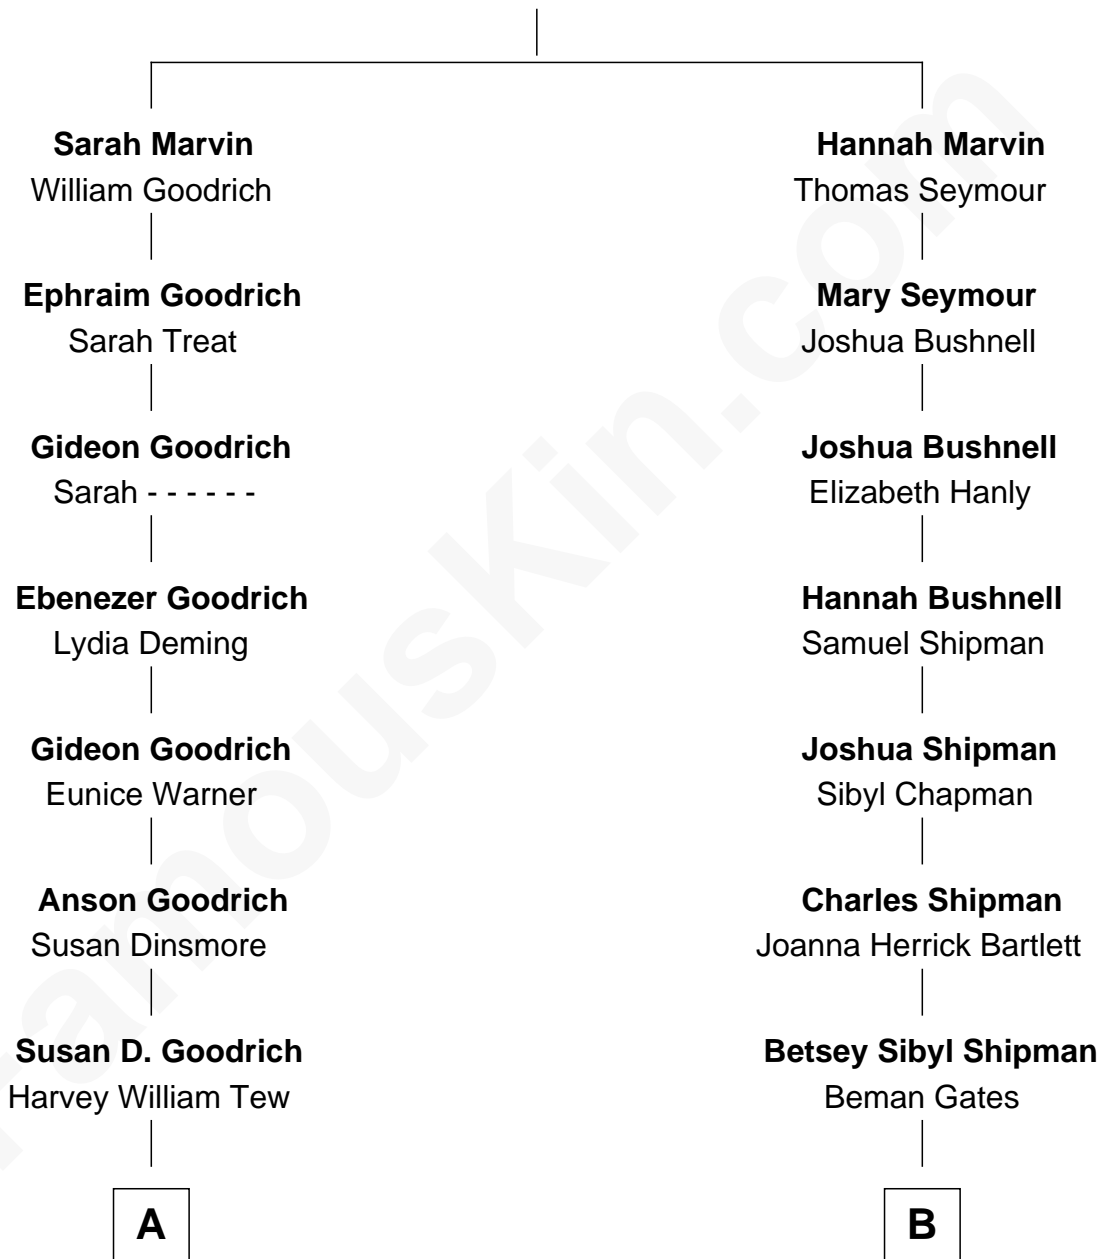 Sarah Marvin
William Goodrich
Hannah Marvin
Thomas Seymour
Ephraim Goodrich
Sarah Treat
Mary Seymour
Joshua Bushnell
Gideon Goodrich
Sarah - - - - - -
Joshua Bushnell
Elizabeth Hanly
Ebenezer Goodrich
Lydia Deming
Hannah Bushnell
Samuel Shipman
Gideon Goodrich
Eunice Warner
Joshua Shipman
Sibyl Chapman
Anson Goodrich
Susan Dinsmore
Charles Shipman
Joanna Herrick Bartlett
Susan D. Goodrich
Harvey William Tew
Betsey Sibyl Shipman
Beman Gates
A
B
FamousKin.com